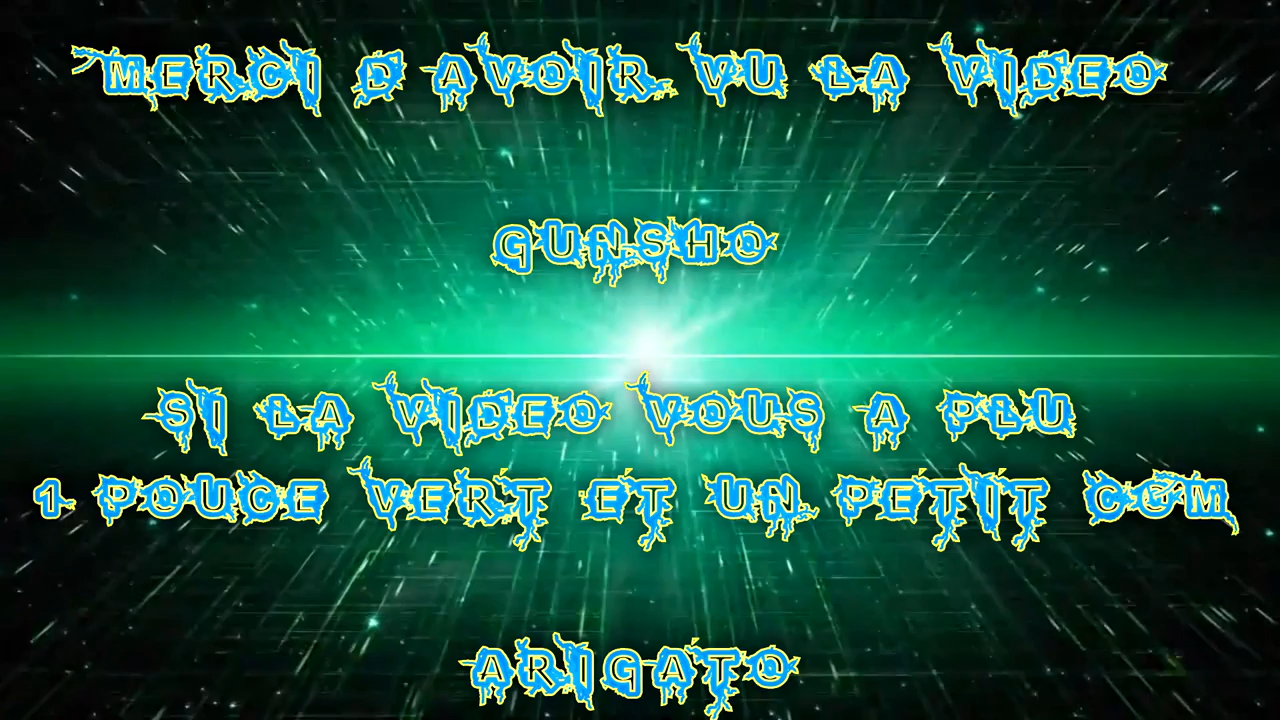 MERCI D AVOIR VU LA VIDEO
GUNSHO
SI LA VIDEO VOUS A PLU
1 POUCE VERT ET UN PETIT COM
ARIGATO